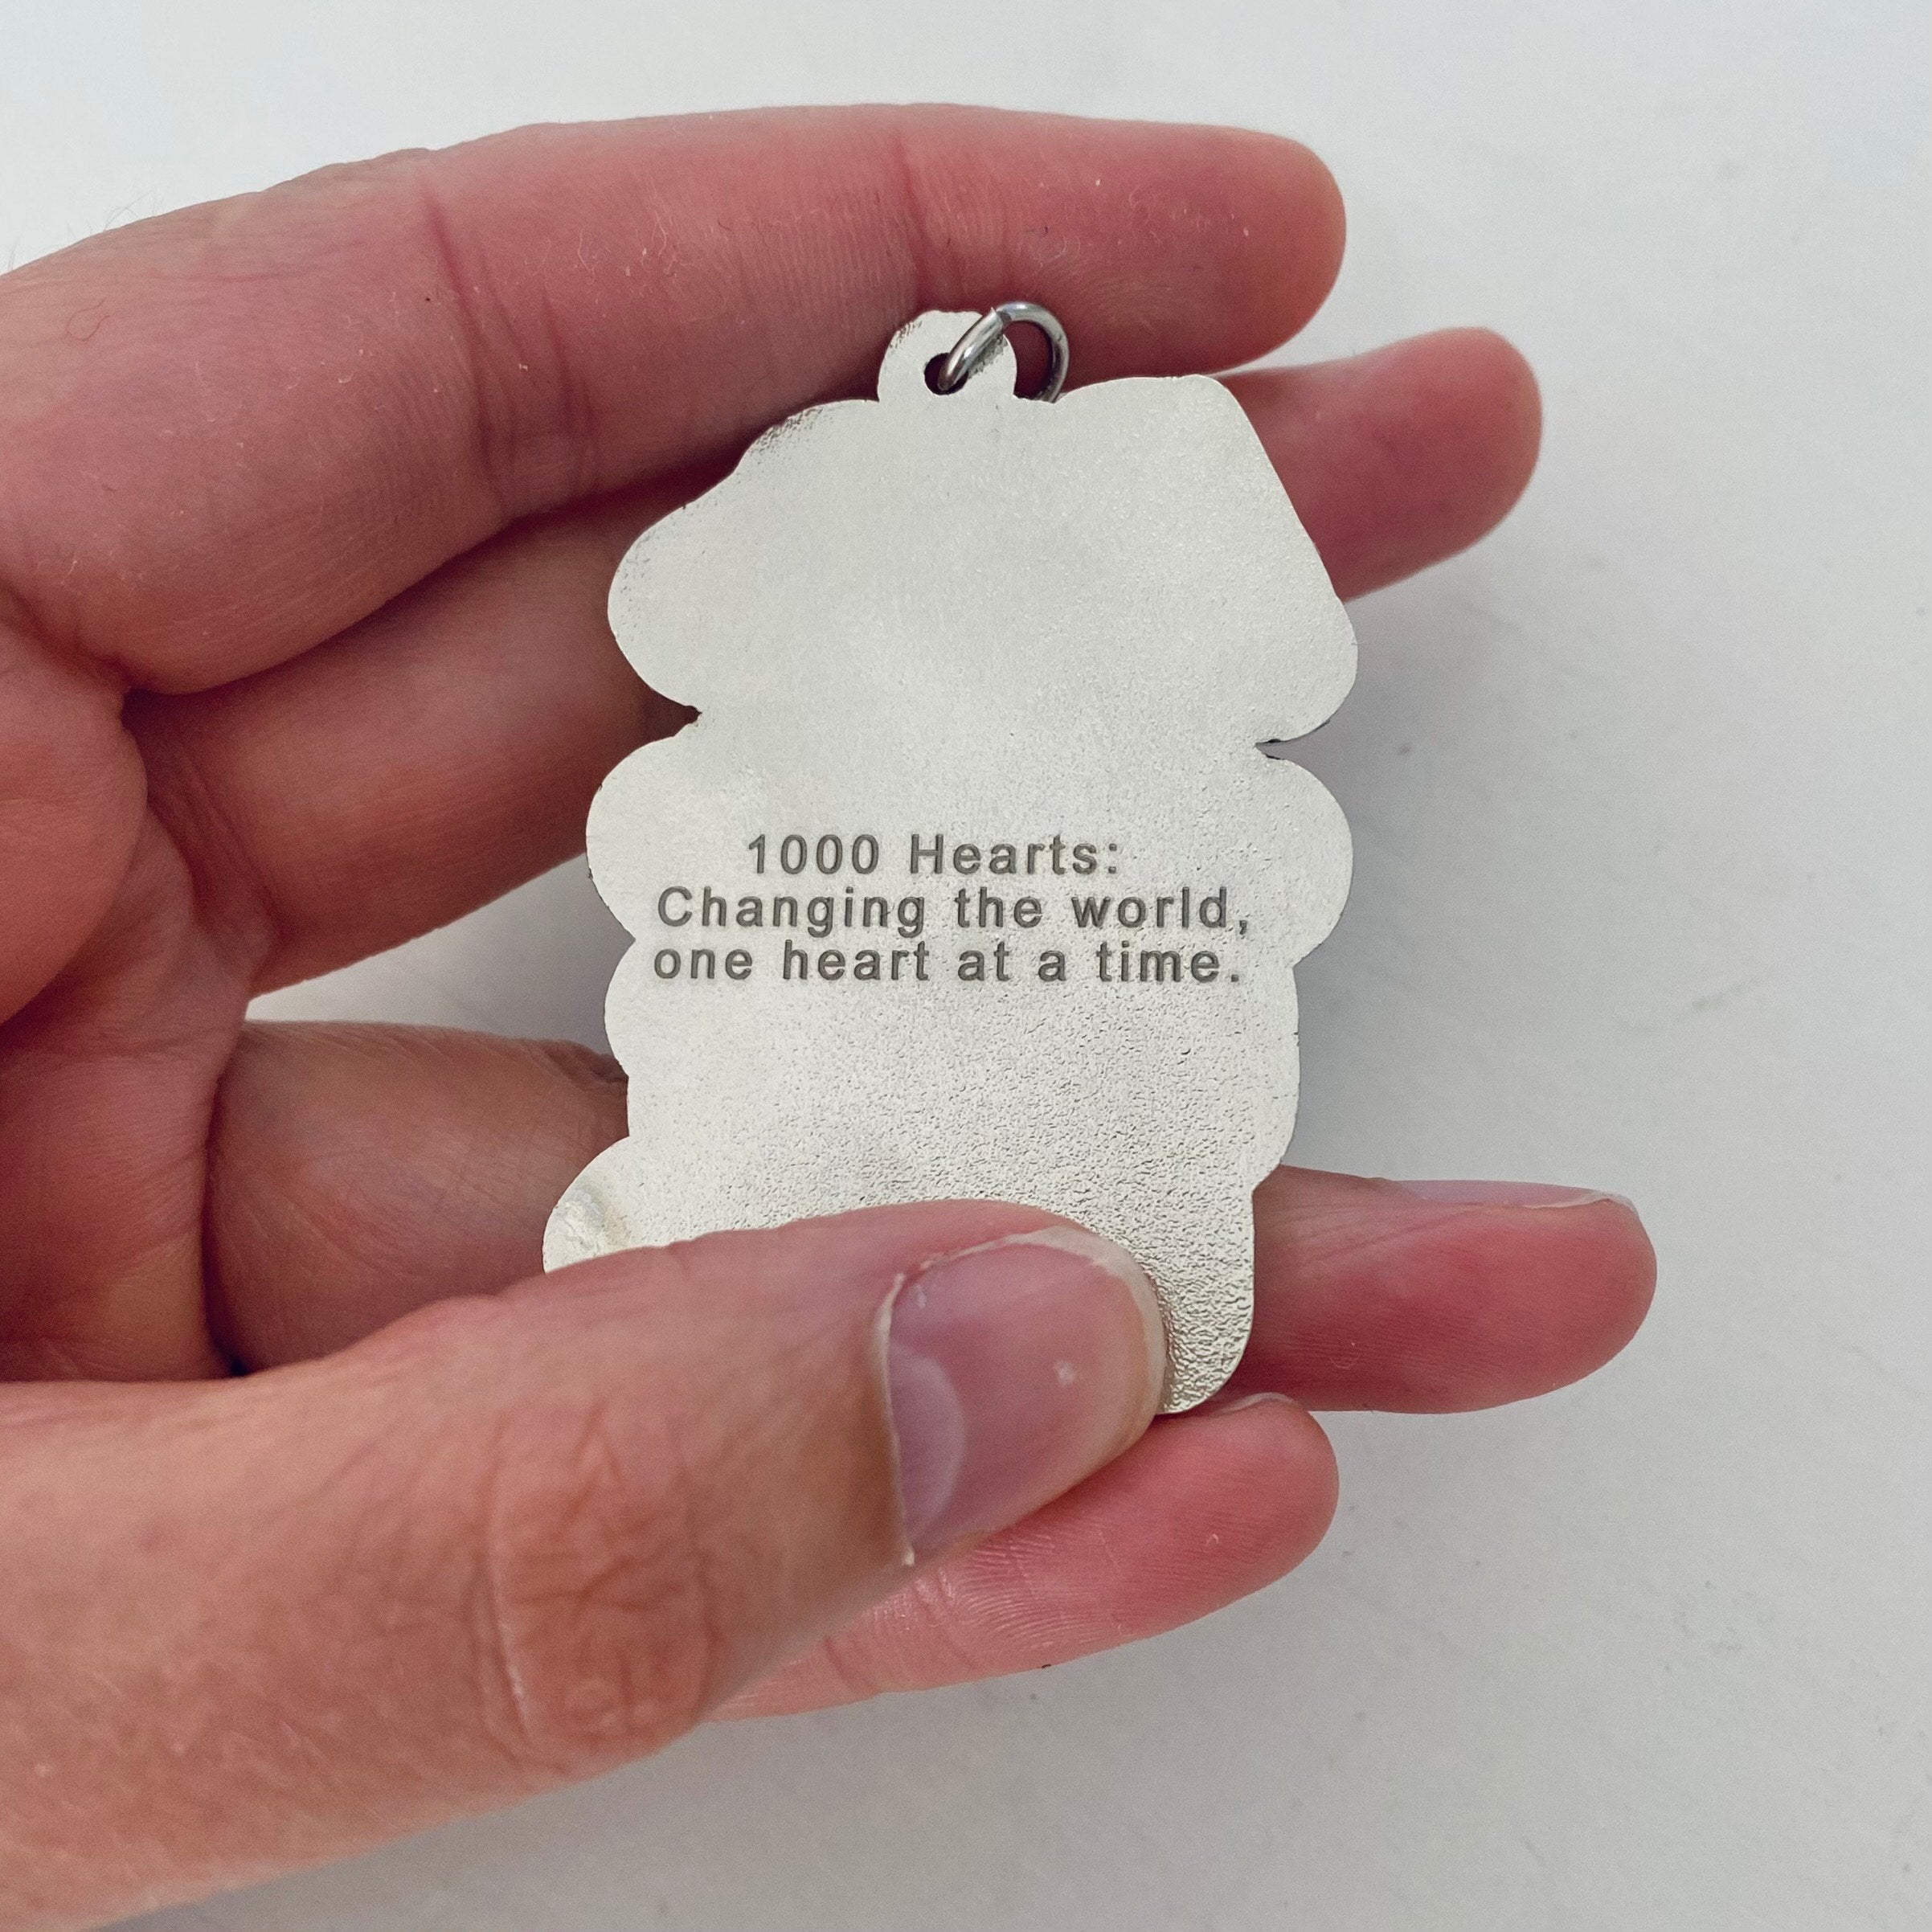 1000 Hearts:
Changing the world,
one heart at a time.